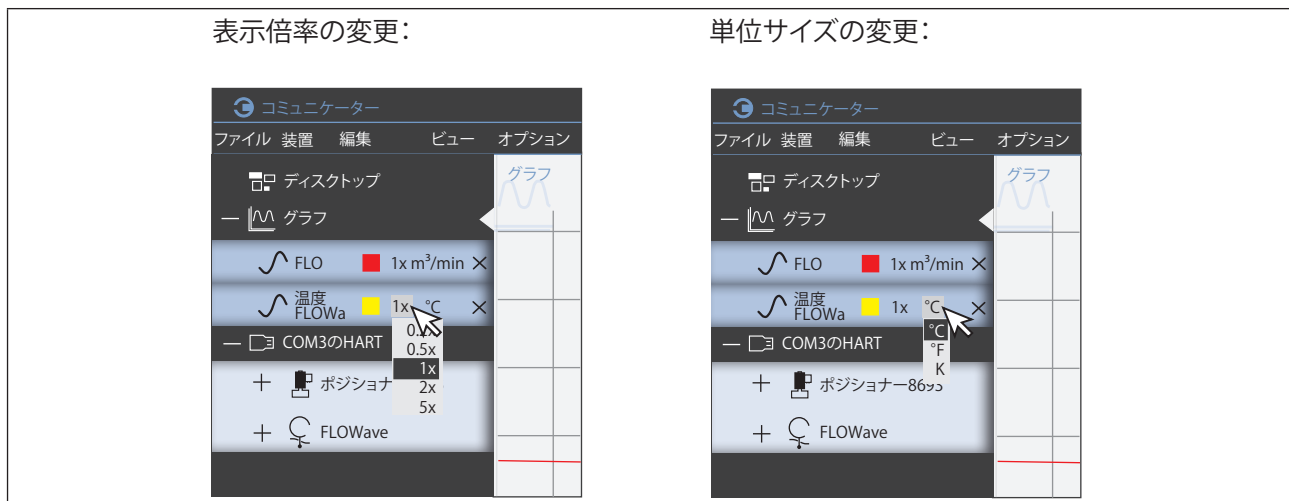 表示倍率の変更：
コミュニケーター
ファイル 装置 編集 ビュー オプション
ディスクトップ
グラフ
グラフ
FLO 1x m³/min
温度
FLOWa 1x °C
COM3のHART
0.5x
1x
2x
5x
ポジショナ
FLOWave
単位サイズの変更：
コミュニケーター
ファイル 装置 編集 ビュー オプション
ディスクトップ
グラフ
グラフ
FLO 1x m³/min
温度
FLOWa 1x °C
°C
°F
K
COM3のHART
ポジショナー8693
FLOWave